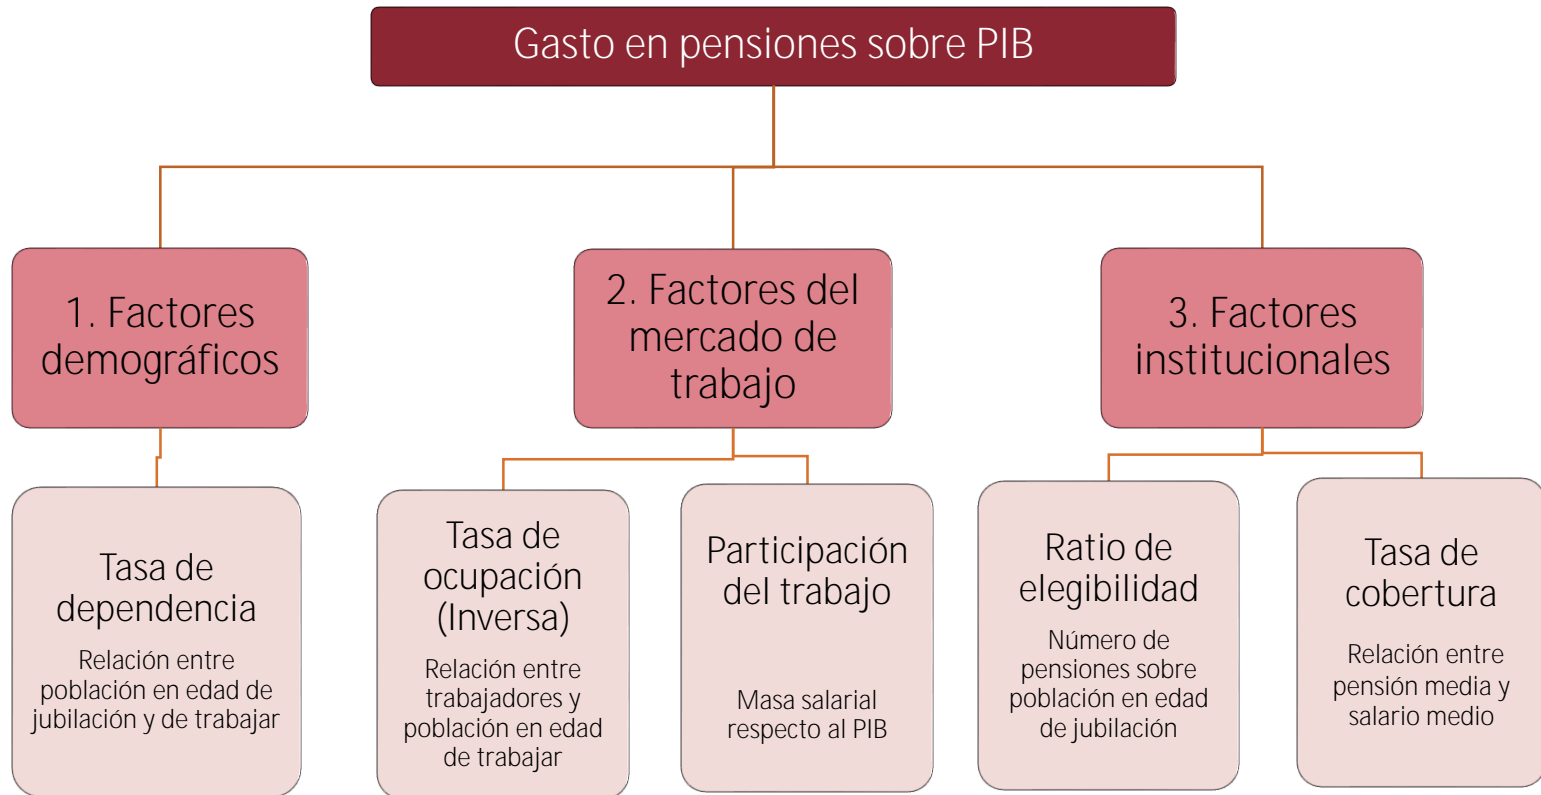 Gasto en pensiones sobre PIB
1. Factores
demográficos
2. Factores del
mercado de
trabajo
3. Factores
institucionales
Tasa de
dependencia
Relación entre
población en edad de
jubilación y de trabajar
Tasa de
ocupación
(Inversa)
Relación entre
trabajadores y
población en edad
de trabajar
Participación
del trabajo
Masa salarial
respecto al PIB
Ratio de
elegibilidad
Número de
pensiones sobre
población en edad
de jubilación
Tasa de
cobertura
Relación entre
pensión media y
salario medio